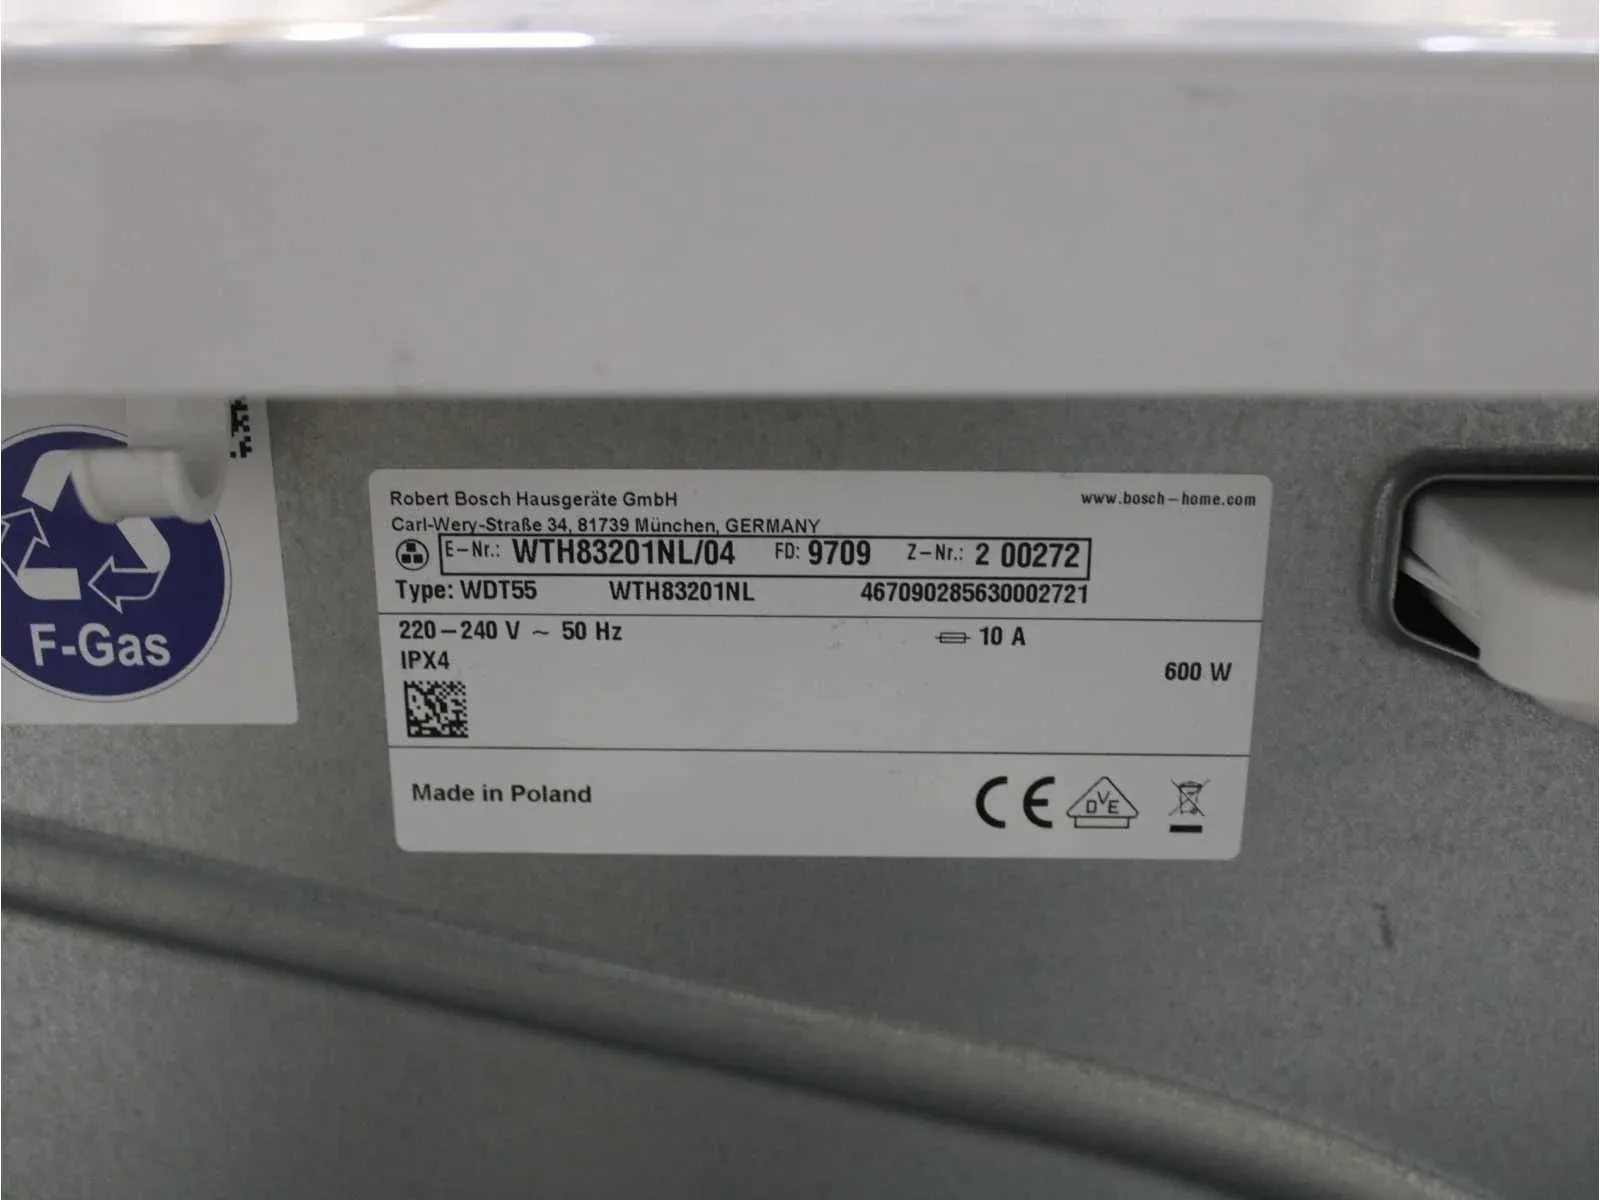 Robert Bosch Hausgeräte GmbH www.bosch-home.com
Carl-Wery-Straße 34, 81739 München, GERMANY
E-Nr.: WTH83201NL/04 FD: 9709 Z-Nr.: 2 00272
Type: WDT55 WTH83201NL 467090285630002721
220-240 V ~ 50 Hz 10 A
IPX4
600 W
F-Gas
Made in Poland CE DVE